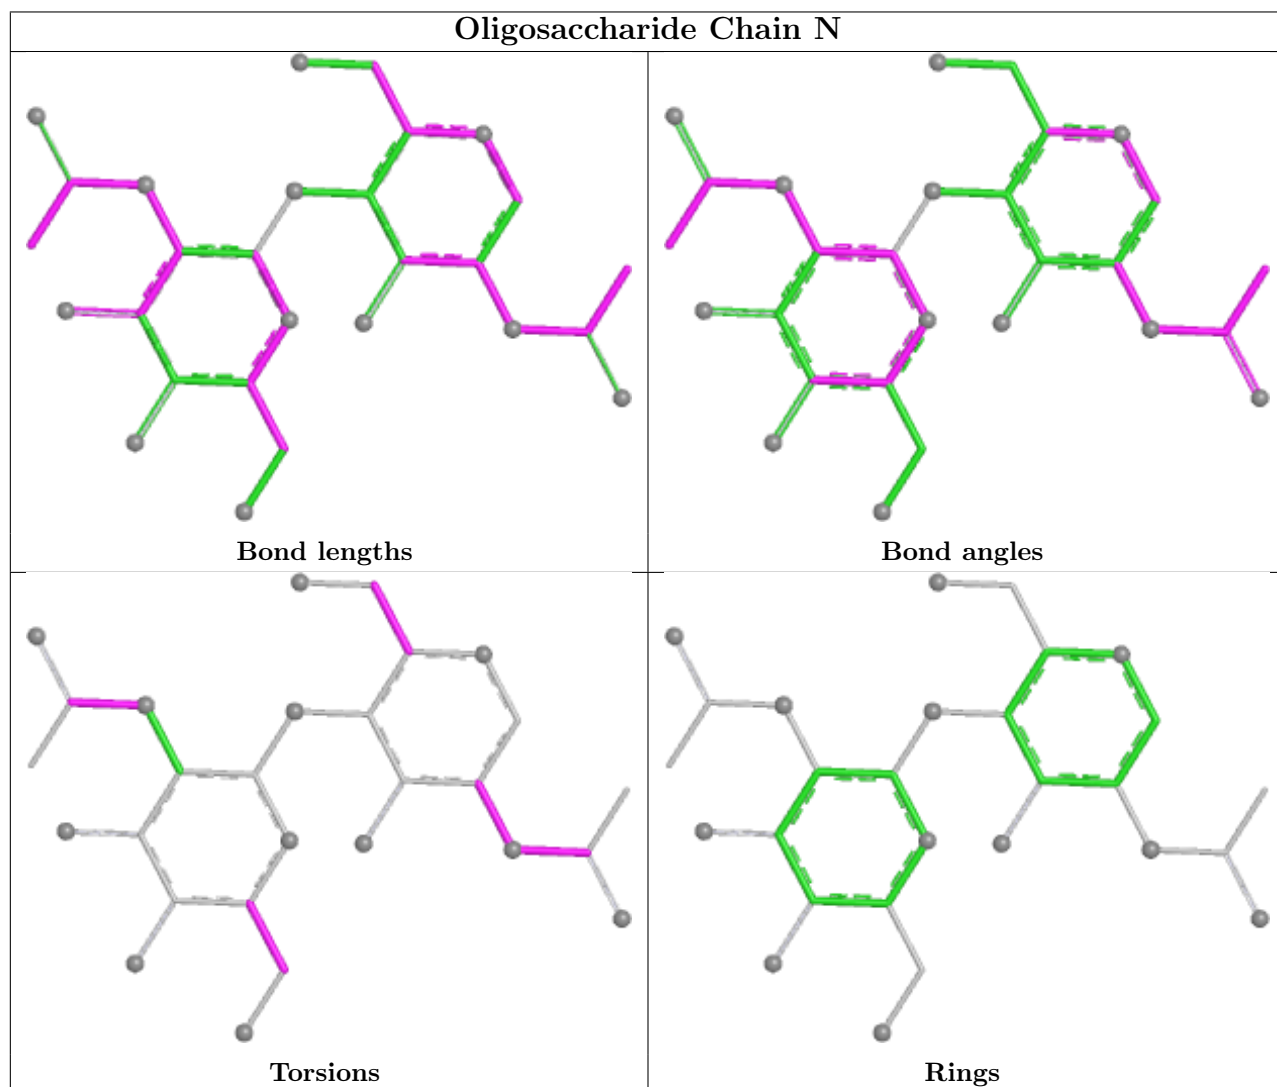 Oligosaccharide Chain N
Bond lengths
Bond angles
Torsions
Rings